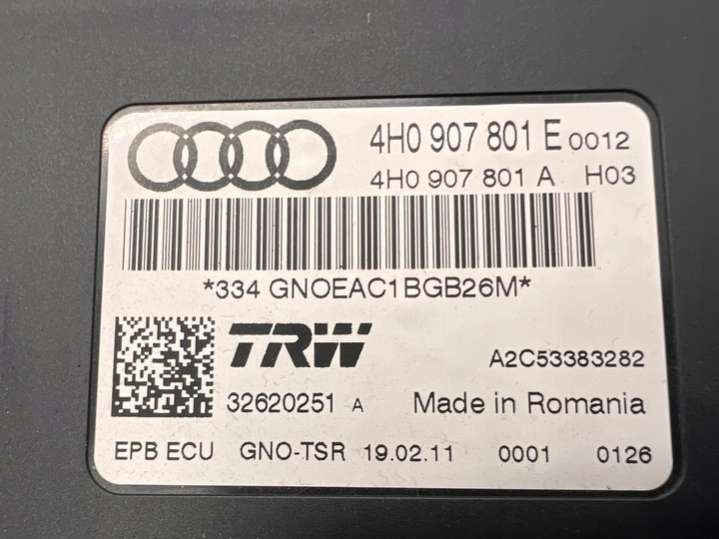 4H0 907 801 E 0012
4H0 907 801 A H03
*334 GNOEAC1BGB26M*
TRW
A2C53383282
32620251 A Made in Romania
EPB ECU GNO-TSR 19.02.11 0001 0126